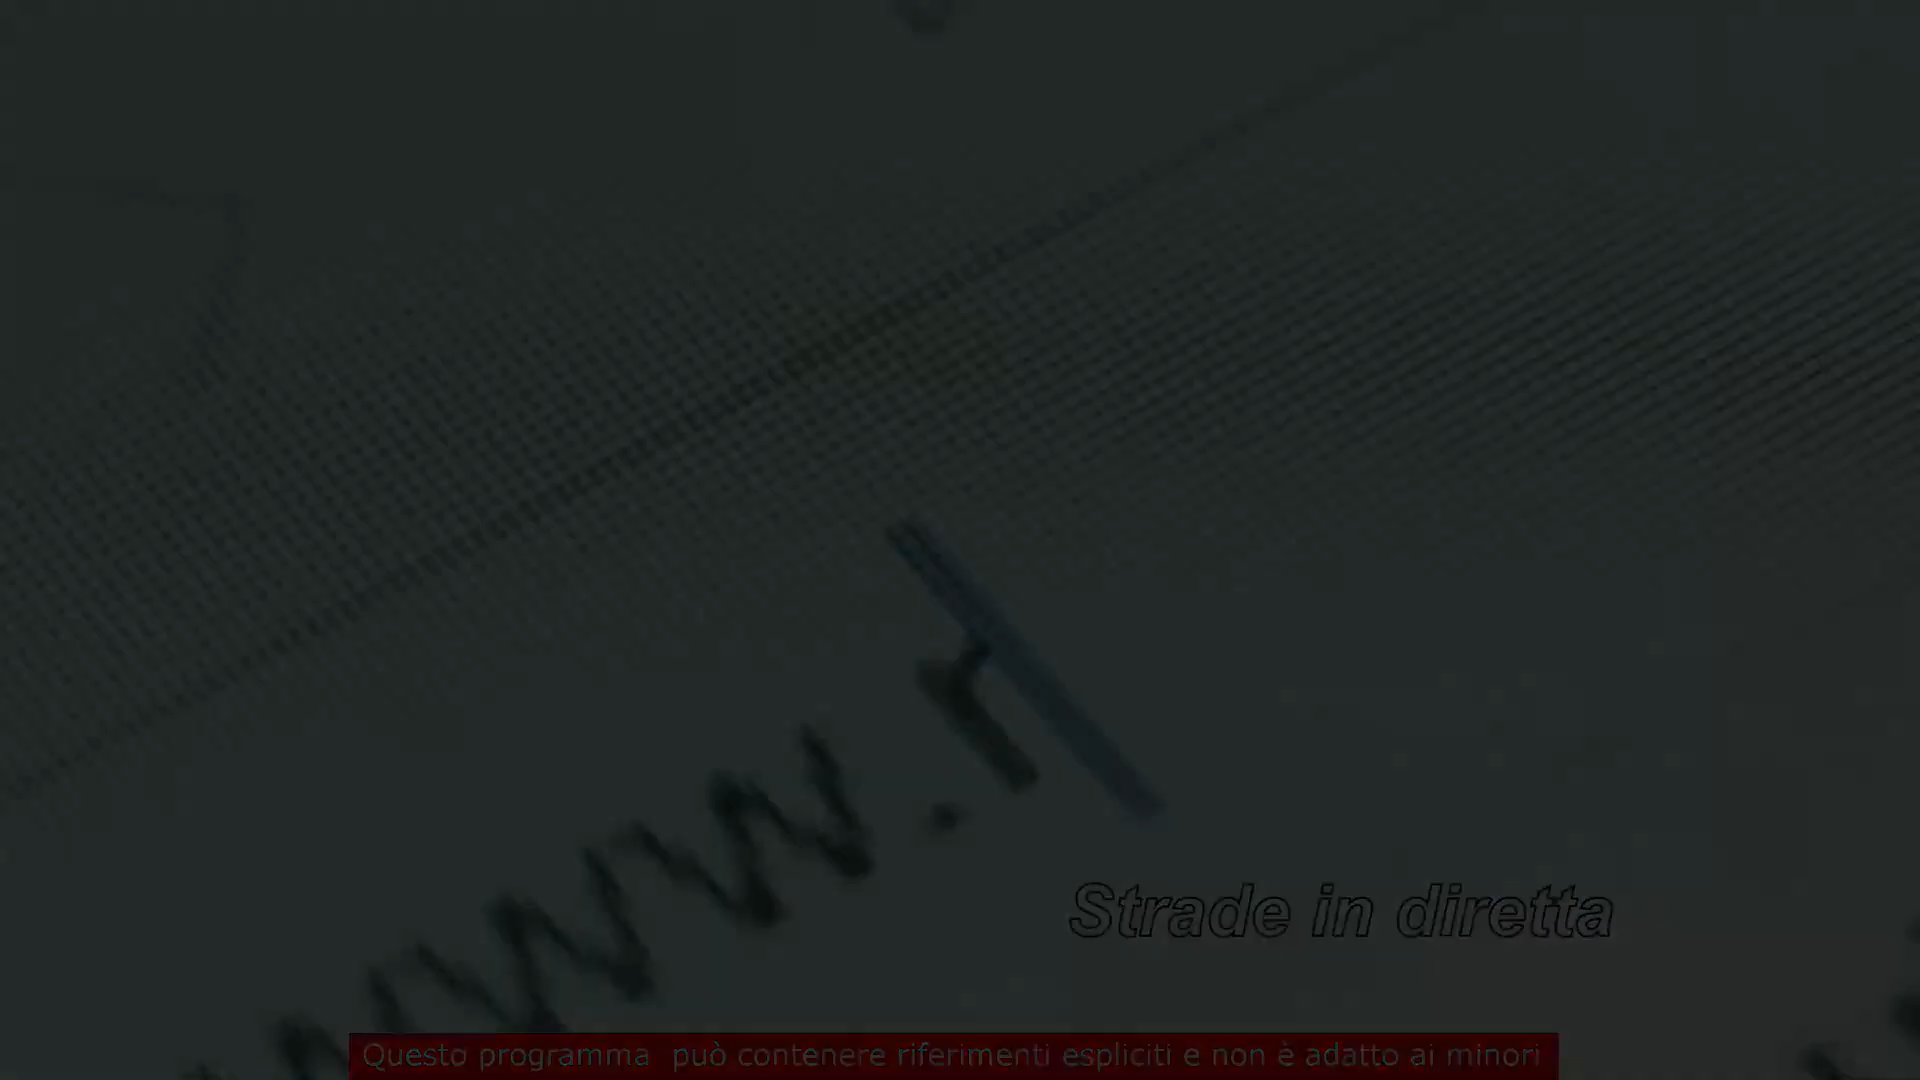 www.r
Strade in diretta
Questo programma può contenere riferimenti espliciti e non è adatto ai minori